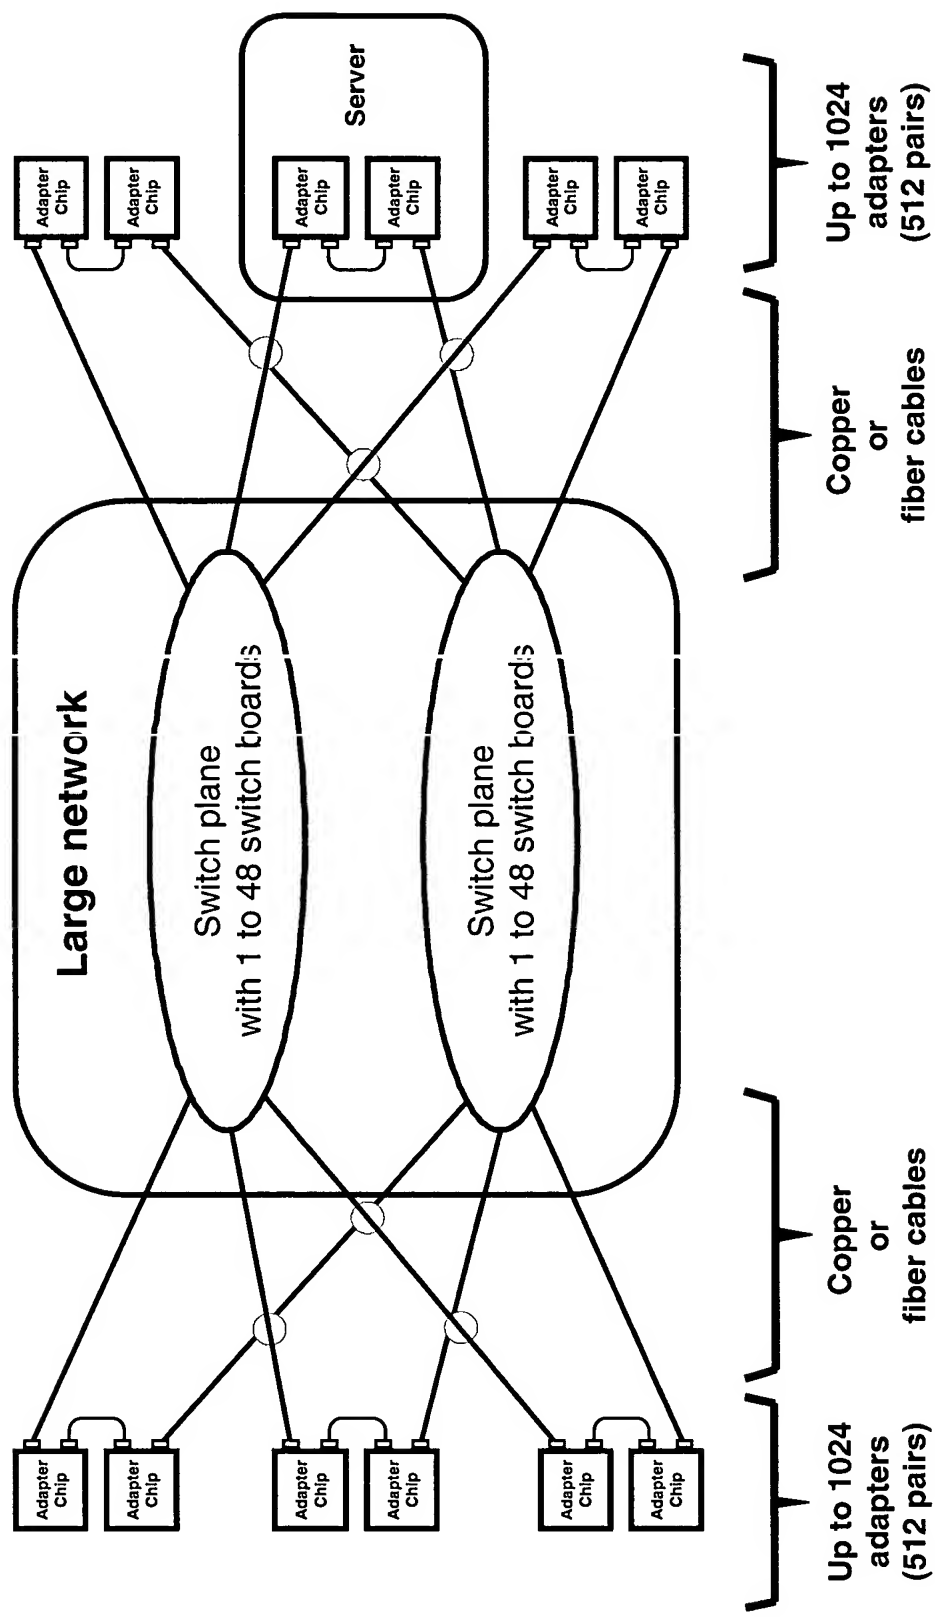 Adapter
Chip
Adapter
Chip
Adapter
Chip
Adapter
Chip
Adapter
Chip
Adapter
Chip
Large network
Switch plane
with 1 to 48 switch boards
Switch plane
with 1 to 48 switch boards
Adapter
Chip
Adapter
Chip
Adapter
Chip
Adapter
Chip
Server
Adapter
Chip
Adapter
Chip
Up to 1024
adapters
(512 pairs)
Copper
or
fiber cables
Copper
or
fiber cables
Up to 1024
adapters
(512 pairs)